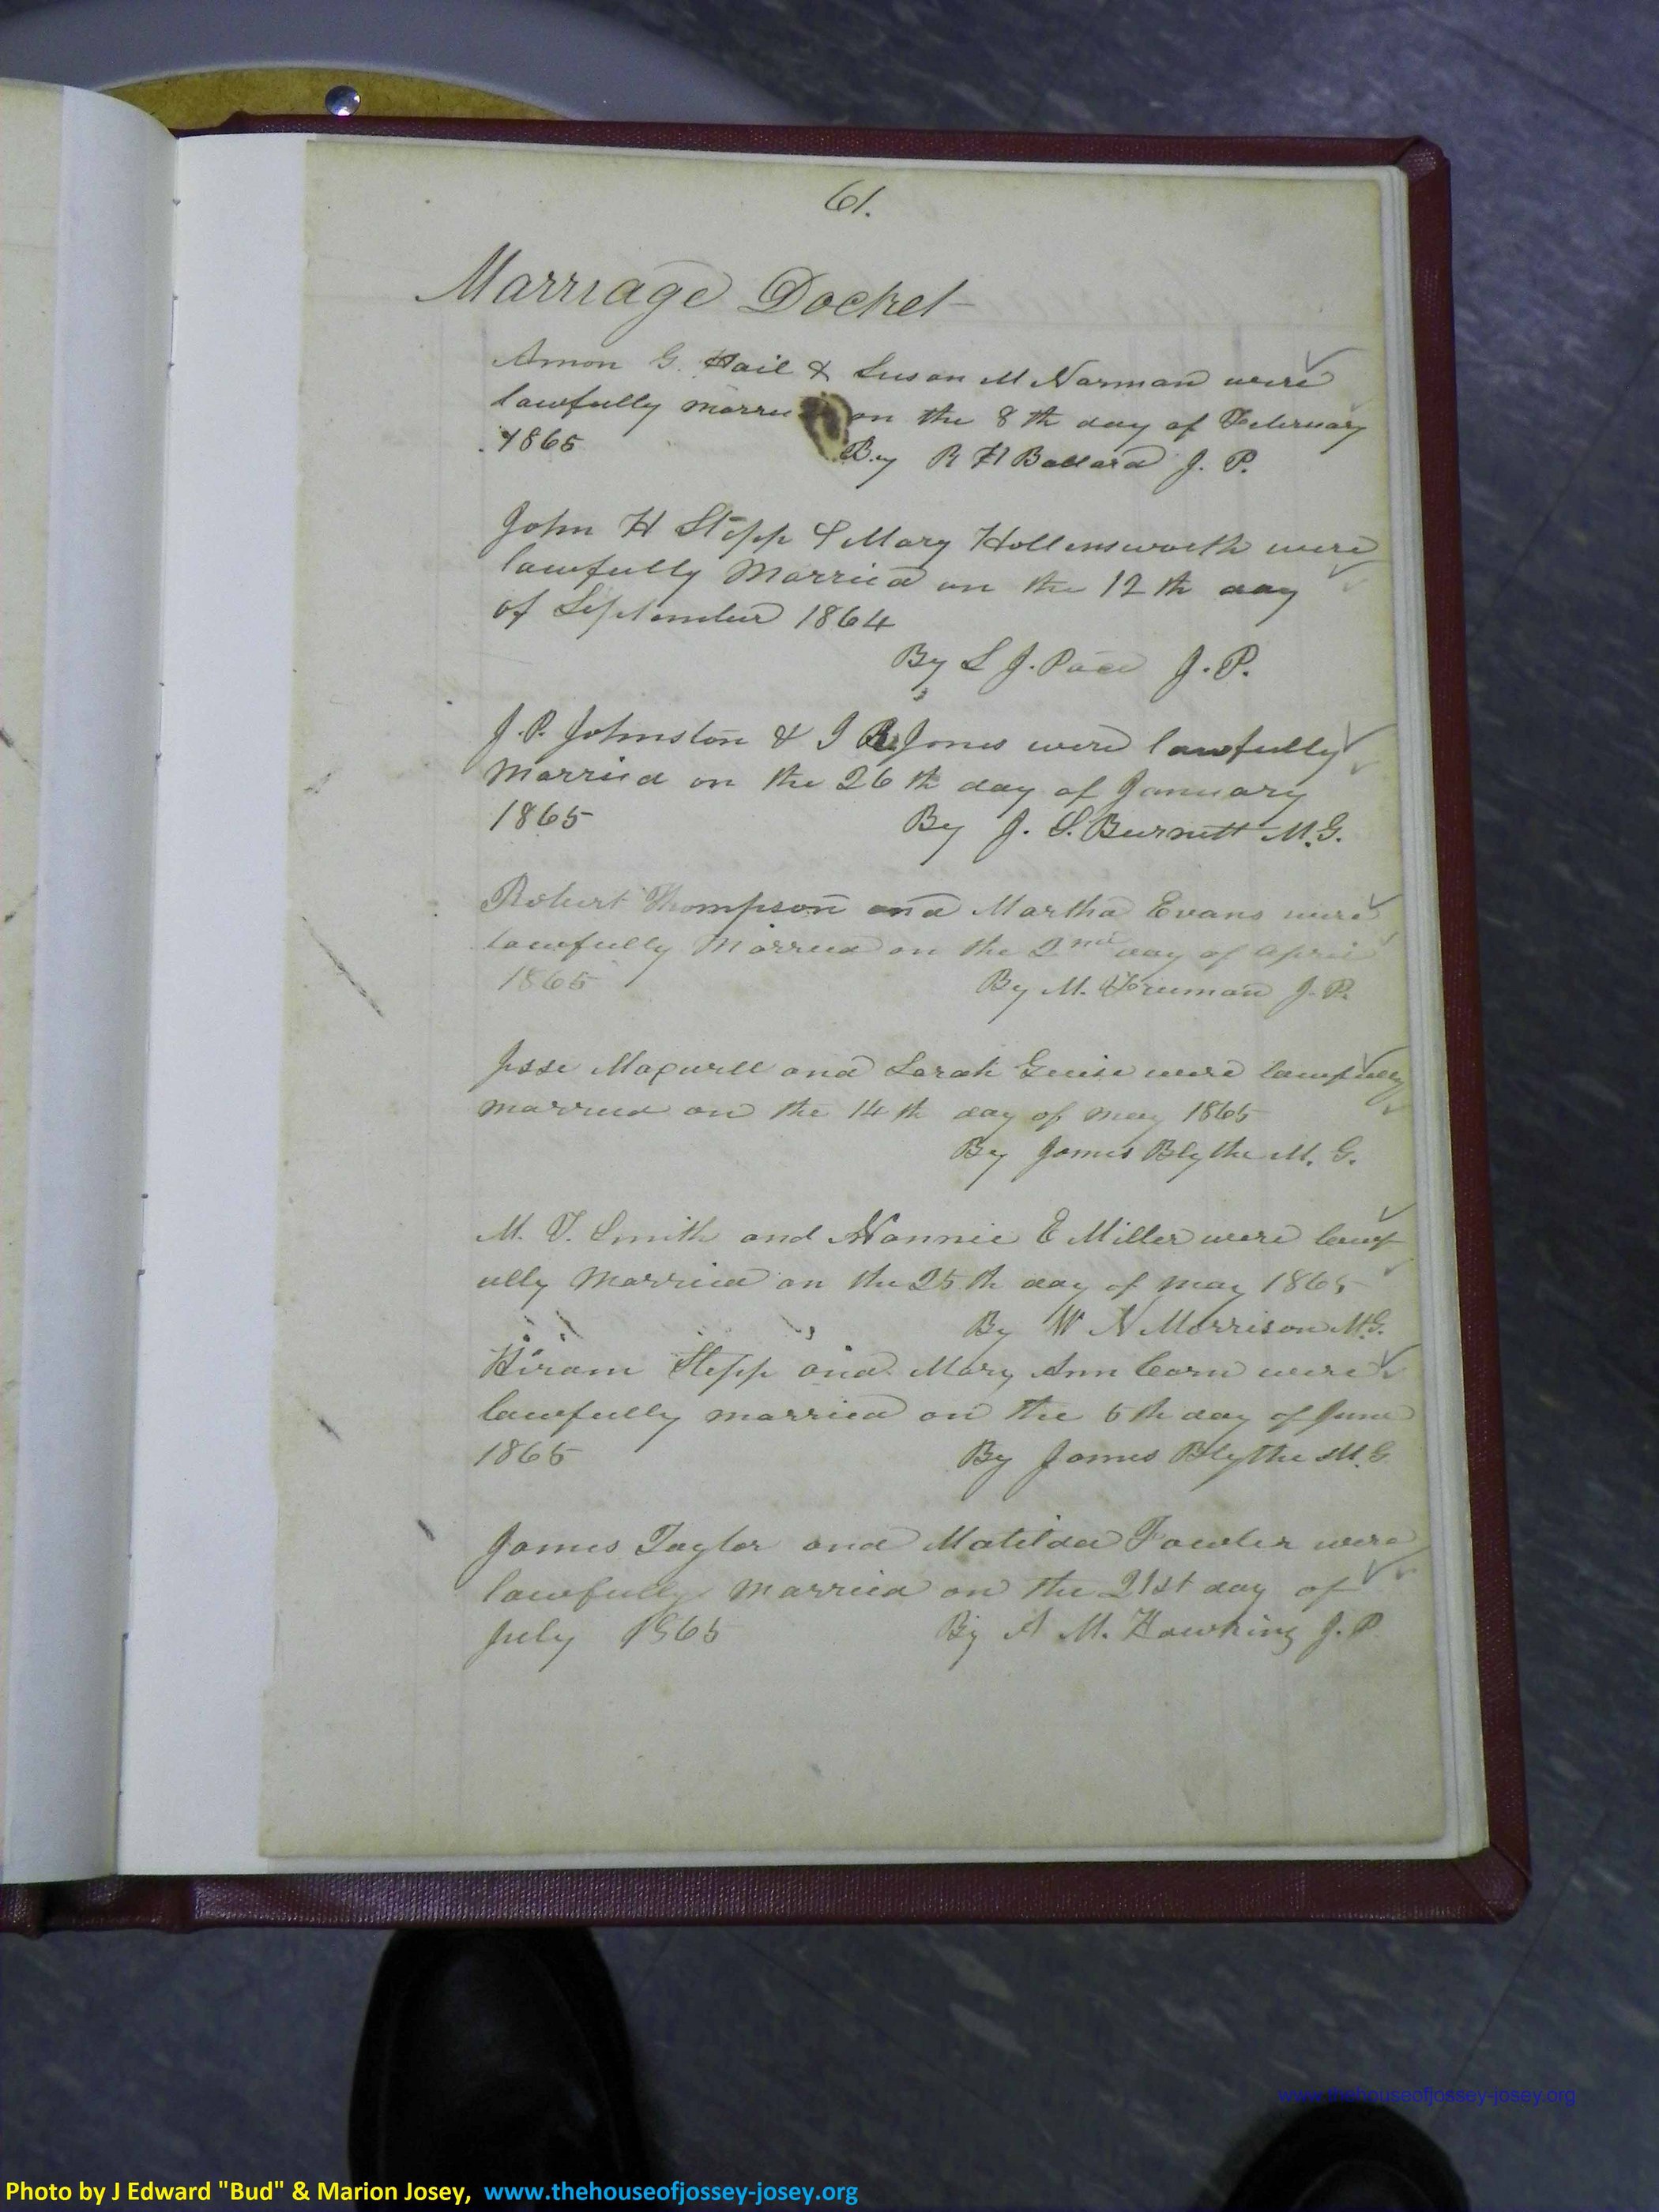 61.
Marriage Docket
Amon G. Hail & Susan M Norman were
lawfully married on the 8th day of February
1865 By R H Ballard J. P.
John H Stepp & Mary Hollinsworth were
lawfully Married on the 12th day
of September 1864
By L J. Pace J. P.
J. P. Johnston & J R Jones were lawfully
Married on the 26th day of January
1865 By J. S. Burnett M. G.
Robert Thompson and Martha Evans were
lawfully Married on the 2nd day of April
1865 By M. Freeman J. P.
Jesse Maxwell and Sarah Guise were lawfully
married on the 14th day of may 1865
By James Blythe M. G.
M. T. Smith and Nannie E Miller were lawf
ully Married on the 25th day of may 1865
By W N Morrison M. G.
Hiram Stepp and Mary Ann Corn were
lawfully married on the 5th day of June
1865 By James Blythe M. G
James Taylor and Matilda Fowler were
lawfully Married on the 21st day of
July 1865 By A M. Hawkins J. P
www.thehouseofjossey-josey.org
Photo by J Edward "Bud" & Marion Josey, www.thehouseofjossey-josey.org